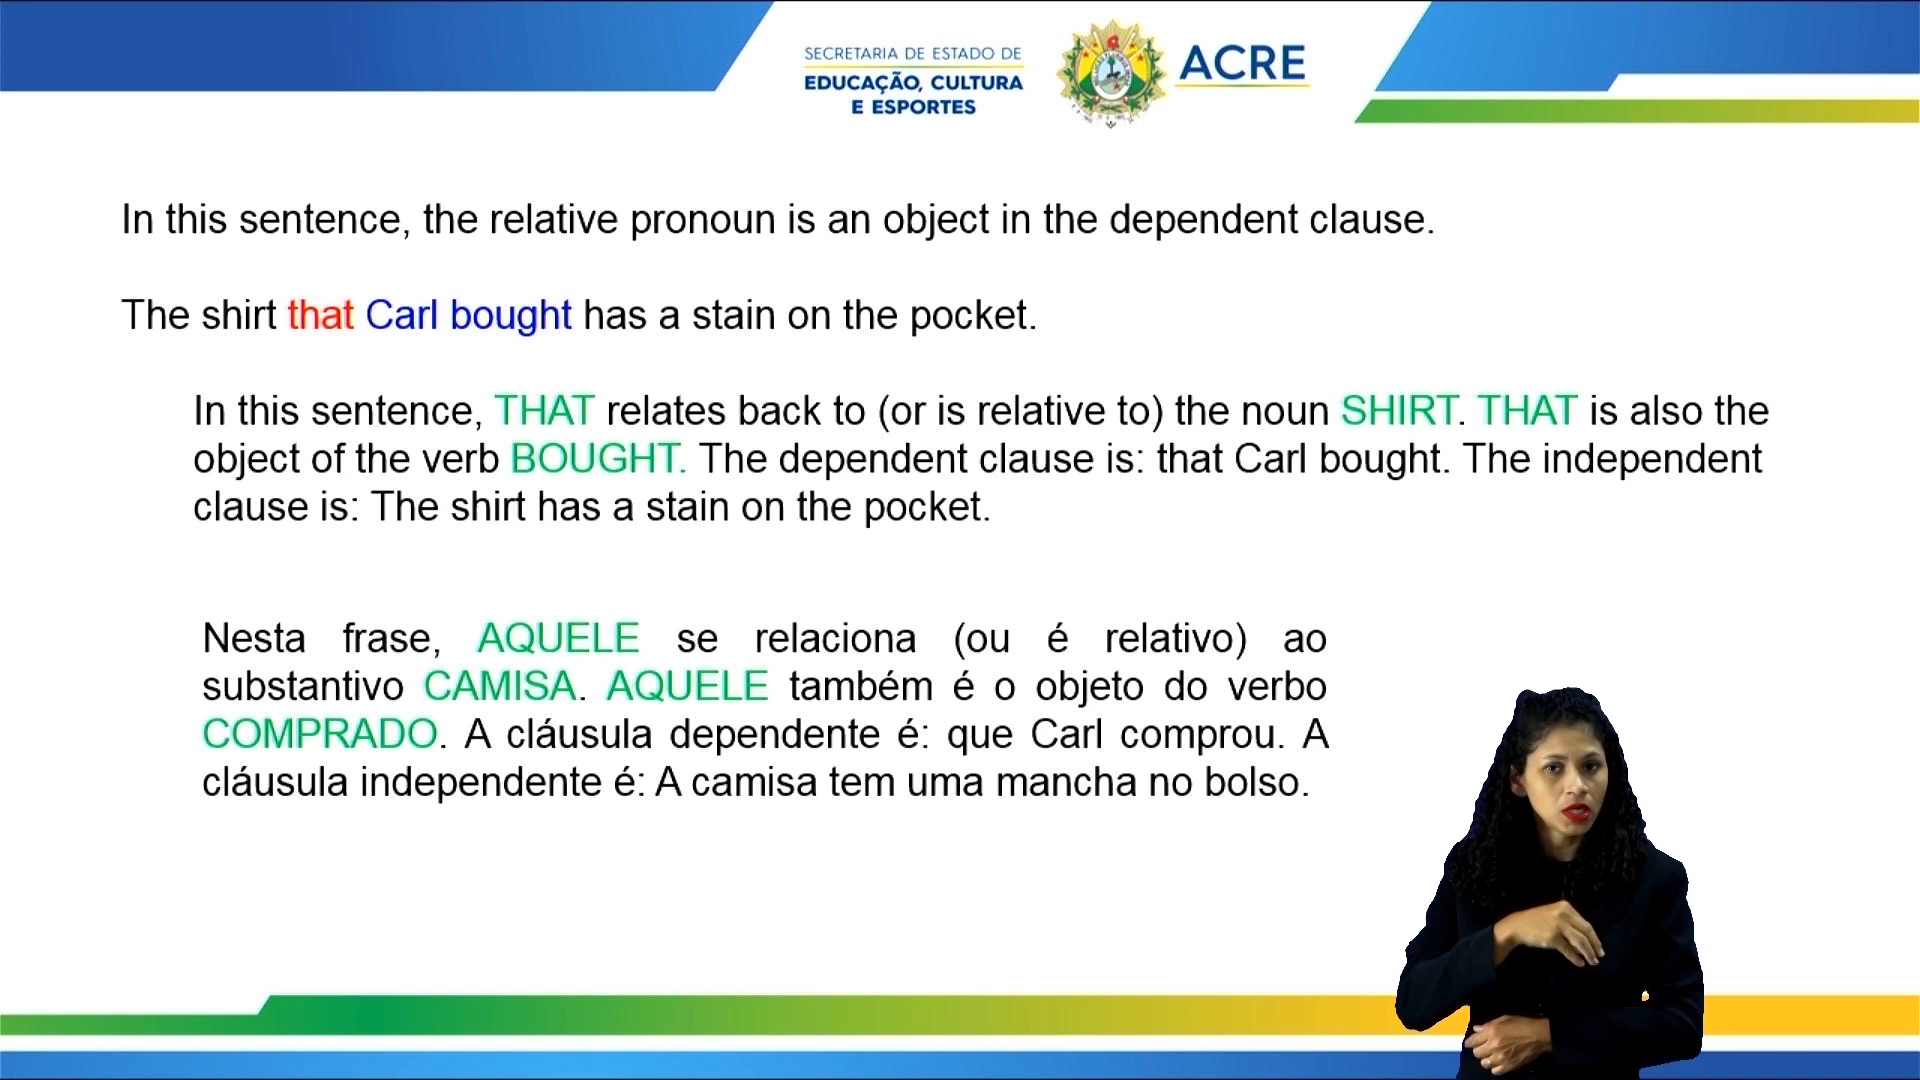 SECRETARIA DE ESTADO DE
EDUCAÇÃO, CULTURA
E ESPORTES
ACRE
In this sentence, the relative pronoun is an object in the dependent clause.
The shirt that Carl bought has a stain on the pocket.
In this sentence, THAT relates back to (or is relative to) the noun SHIRT. THAT is also the
object of the verb BOUGHT. The dependent clause is: that Carl bought. The independent
clause is: The shirt has a stain on the pocket.
Nesta frase, AQUELE se relaciona (ou é relativo) ao
substantivo CAMISA. AQUELE também é o objeto do verbo
COMPRADO. A cláusula dependente é: que Carl comprou. A
cláusula independente é: A camisa tem uma mancha no bolso.